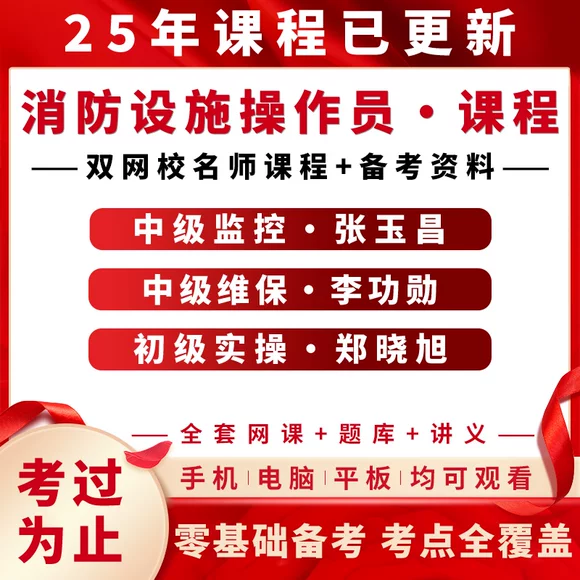 25年课程已更新
消防设施操作员·课程
双网校名师课程+备考资料
中级监控·张玉昌
中级维保·李功勋
初级实操·郑晓旭
全套网课+题库+讲义
手机|电脑|平板|均可观看
考过
为止
零基础备考 考点全覆盖